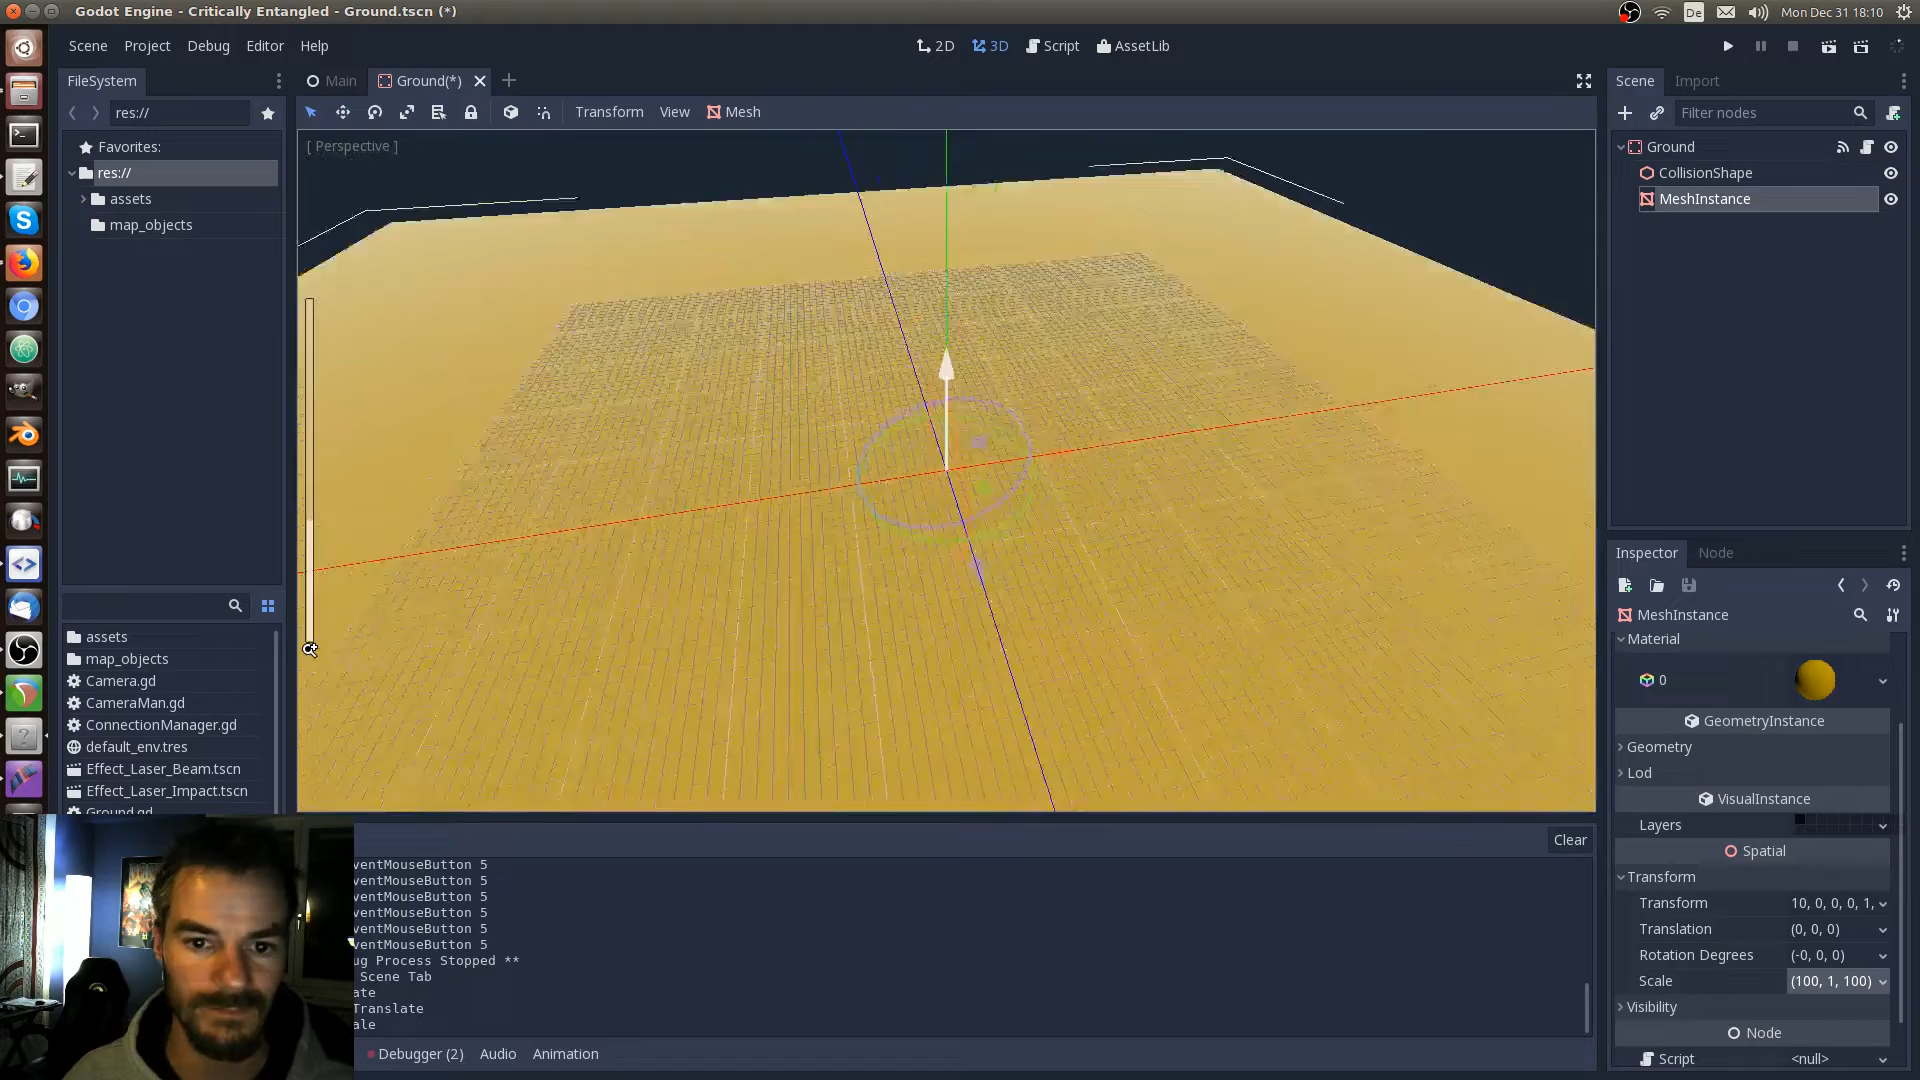 Godot Engine - Critically Entangled - Ground.tscn (*)
De
Mon Dec 31 18:10
Scene Project Debug Editor Help
2D 3D Script AssetLib
FileSystem
res://
Favorites:
res://
assets
map_objects
assets
map_objects
Camera.gd
CameraMan.gd
ConnectionManager.gd
default_env.tres
Effect_Laser_Beam.tscn
Effect_Laser_Impact.tscn
Ground.gd
Main Ground(*)
Transform View Mesh
[ Perspective ]
Clear
ventMouseButton 5
ventMouseButton 5
ventMouseButton 5
ventMouseButton 5
ventMouseButton 5
ventMouseButton 5
ug Process Stopped **
Scene Tab
ate
Translate
ale
Debugger (2) Audio Animation
Scene Import
Filter nodes
Ground
CollisionShape
MeshInstance
Inspector Node
MeshInstance
Material
0
GeometryInstance
Geometry
Lod
VisualInstance
Layers
Spatial
Transform
Transform 10, 0, 0, 0, 1,
Translation (0, 0, 0)
Rotation Degrees (-0, 0, 0)
Scale (100, 1, 100)
Visibility
Node
Script <null>